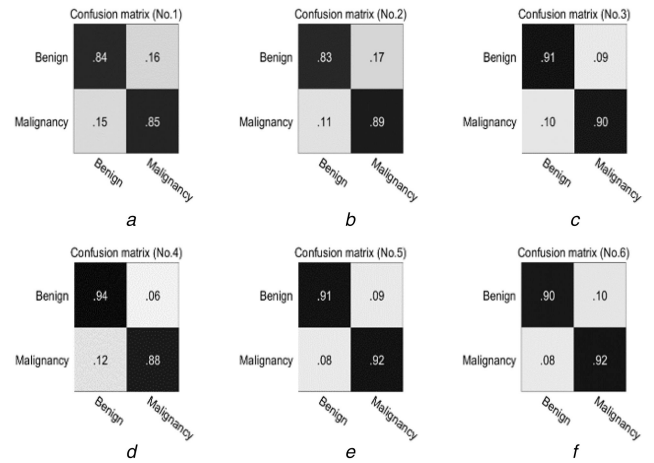 Confusion matrix (No.1)
Benign .84 .16
Malignancy .15 .85
Benign Malignancy
a
Confusion matrix (No.2)
.83 .17
.11 .89
Benign Malignancy
b
Confusion matrix (No.3)
Benign .91 .09
Malignancy .10 .90
Benign Malignancy
c
Confusion matrix (No.4)
Benign .94 .06
Malignancy .12 .88
Benign Malignancy
d
Confusion matrix (No.5)
Benign .91 .09
Malignancy .08 .92
Benign Malignancy
e
Confusion matrix (No.6)
Benign .90 .10
Malignancy .08 .92
Benign Malignancy
f